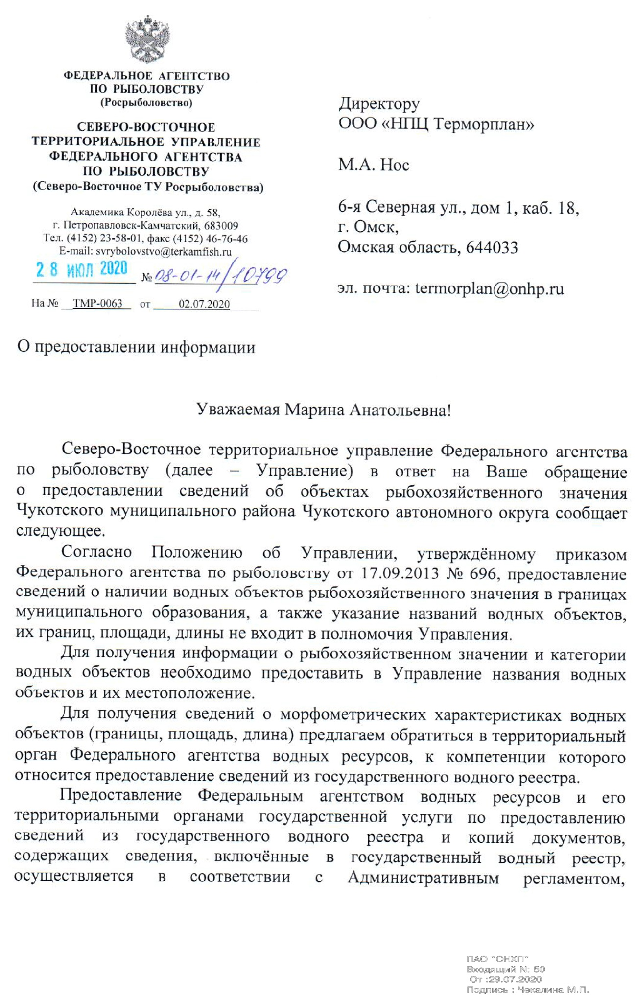 ФЕДЕРАЛЬНОЕ АГЕНТСТВО
ПО РЫБОЛОВСТВУ
(Росрыболовство)
СЕВЕРО-ВОСТОЧНОЕ
ТЕРРИТОРИАЛЬНОЕ УПРАВЛЕНИЕ
ФЕДЕРАЛЬНОГО АГЕНТСТВА
ПО РЫБОЛОВСТВУ
(Северо-Восточное ТУ Росрыболовства)
Академика Королёва ул., д. 58,
г. Петропавловск-Камчатский, 683009
Тел. (4152) 23-58-01, факс (4152) 46-76-46
E-mail: svrybolovstvo@terkamfish.ru
28 ИЮЛ 2020 № 08-01-14/10799
На № ТМР-0063 от 02.07.2020
Директору
ООО «НПЦ Терморплан»
М.А. Нос
6-я Северная ул., дом 1, каб. 18,
г. Омск,
Омская область, 644033
эл. почта: termorplan@onhp.ru
О предоставлении информации
Уважаемая Марина Анатольевна!
Северо-Восточное территориальное управление Федерального агентства
по рыболовству (далее – Управление) в ответ на Ваше обращение
о предоставлении сведений об объектах рыбохозяйственного значения
Чукотского муниципального района Чукотского автономного округа сообщает
следующее.
Согласно Положению об Управлении, утверждённому приказом
Федерального агентства по рыболовству от 17.09.2013 № 696, предоставление
сведений о наличии водных объектов рыбохозяйственного значения в границах
муниципального образования, а также указание названий водных объектов,
их границ, площади, длины не входит в полномочия Управления.
Для получения информации о рыбохозяйственном значении и категории
водных объектов необходимо предоставить в Управление названия водных
объектов и их местоположение.
Для получения сведений о морфометрических характеристиках водных
объектов (границы, площадь, длина) предлагаем обратиться в территориальный
орган Федерального агентства водных ресурсов, к компетенции которого
относится предоставление сведений из государственного водного реестра.
Предоставление Федеральным агентством водных ресурсов и его
территориальными органами государственной услуги по предоставлению
сведений из государственного водного реестра и копий документов,
содержащих сведения, включённые в государственный водный реестр,
осуществляется в соответствии с Административным регламентом,
ПАО "ОНХП"
Входящий N: 50
От :29.07.2020
Подпись : Чекалина М.П.